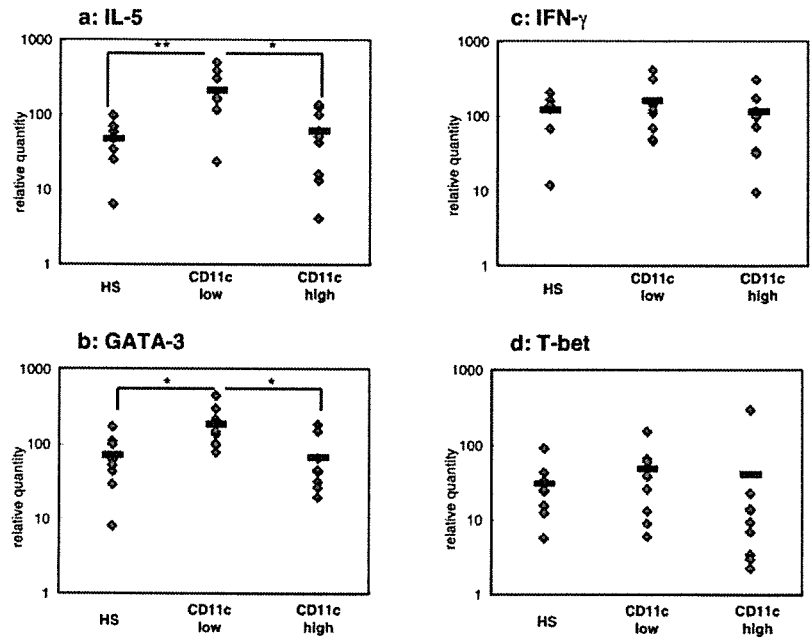 a: IL-5
relative quantity
1000
100
10
1
**
*
HS
CD11c
low
CD11c
high
c: IFN-γ
relative quantity
1000
100
10
1
HS
CD11c
low
CD11c
high
b: GATA-3
relative quantity
1000
100
10
1
*
*
HS
CD11c
low
CD11c
high
d: T-bet
relative quantity
1000
100
10
1
HS
CD11c
low
CD11c
high